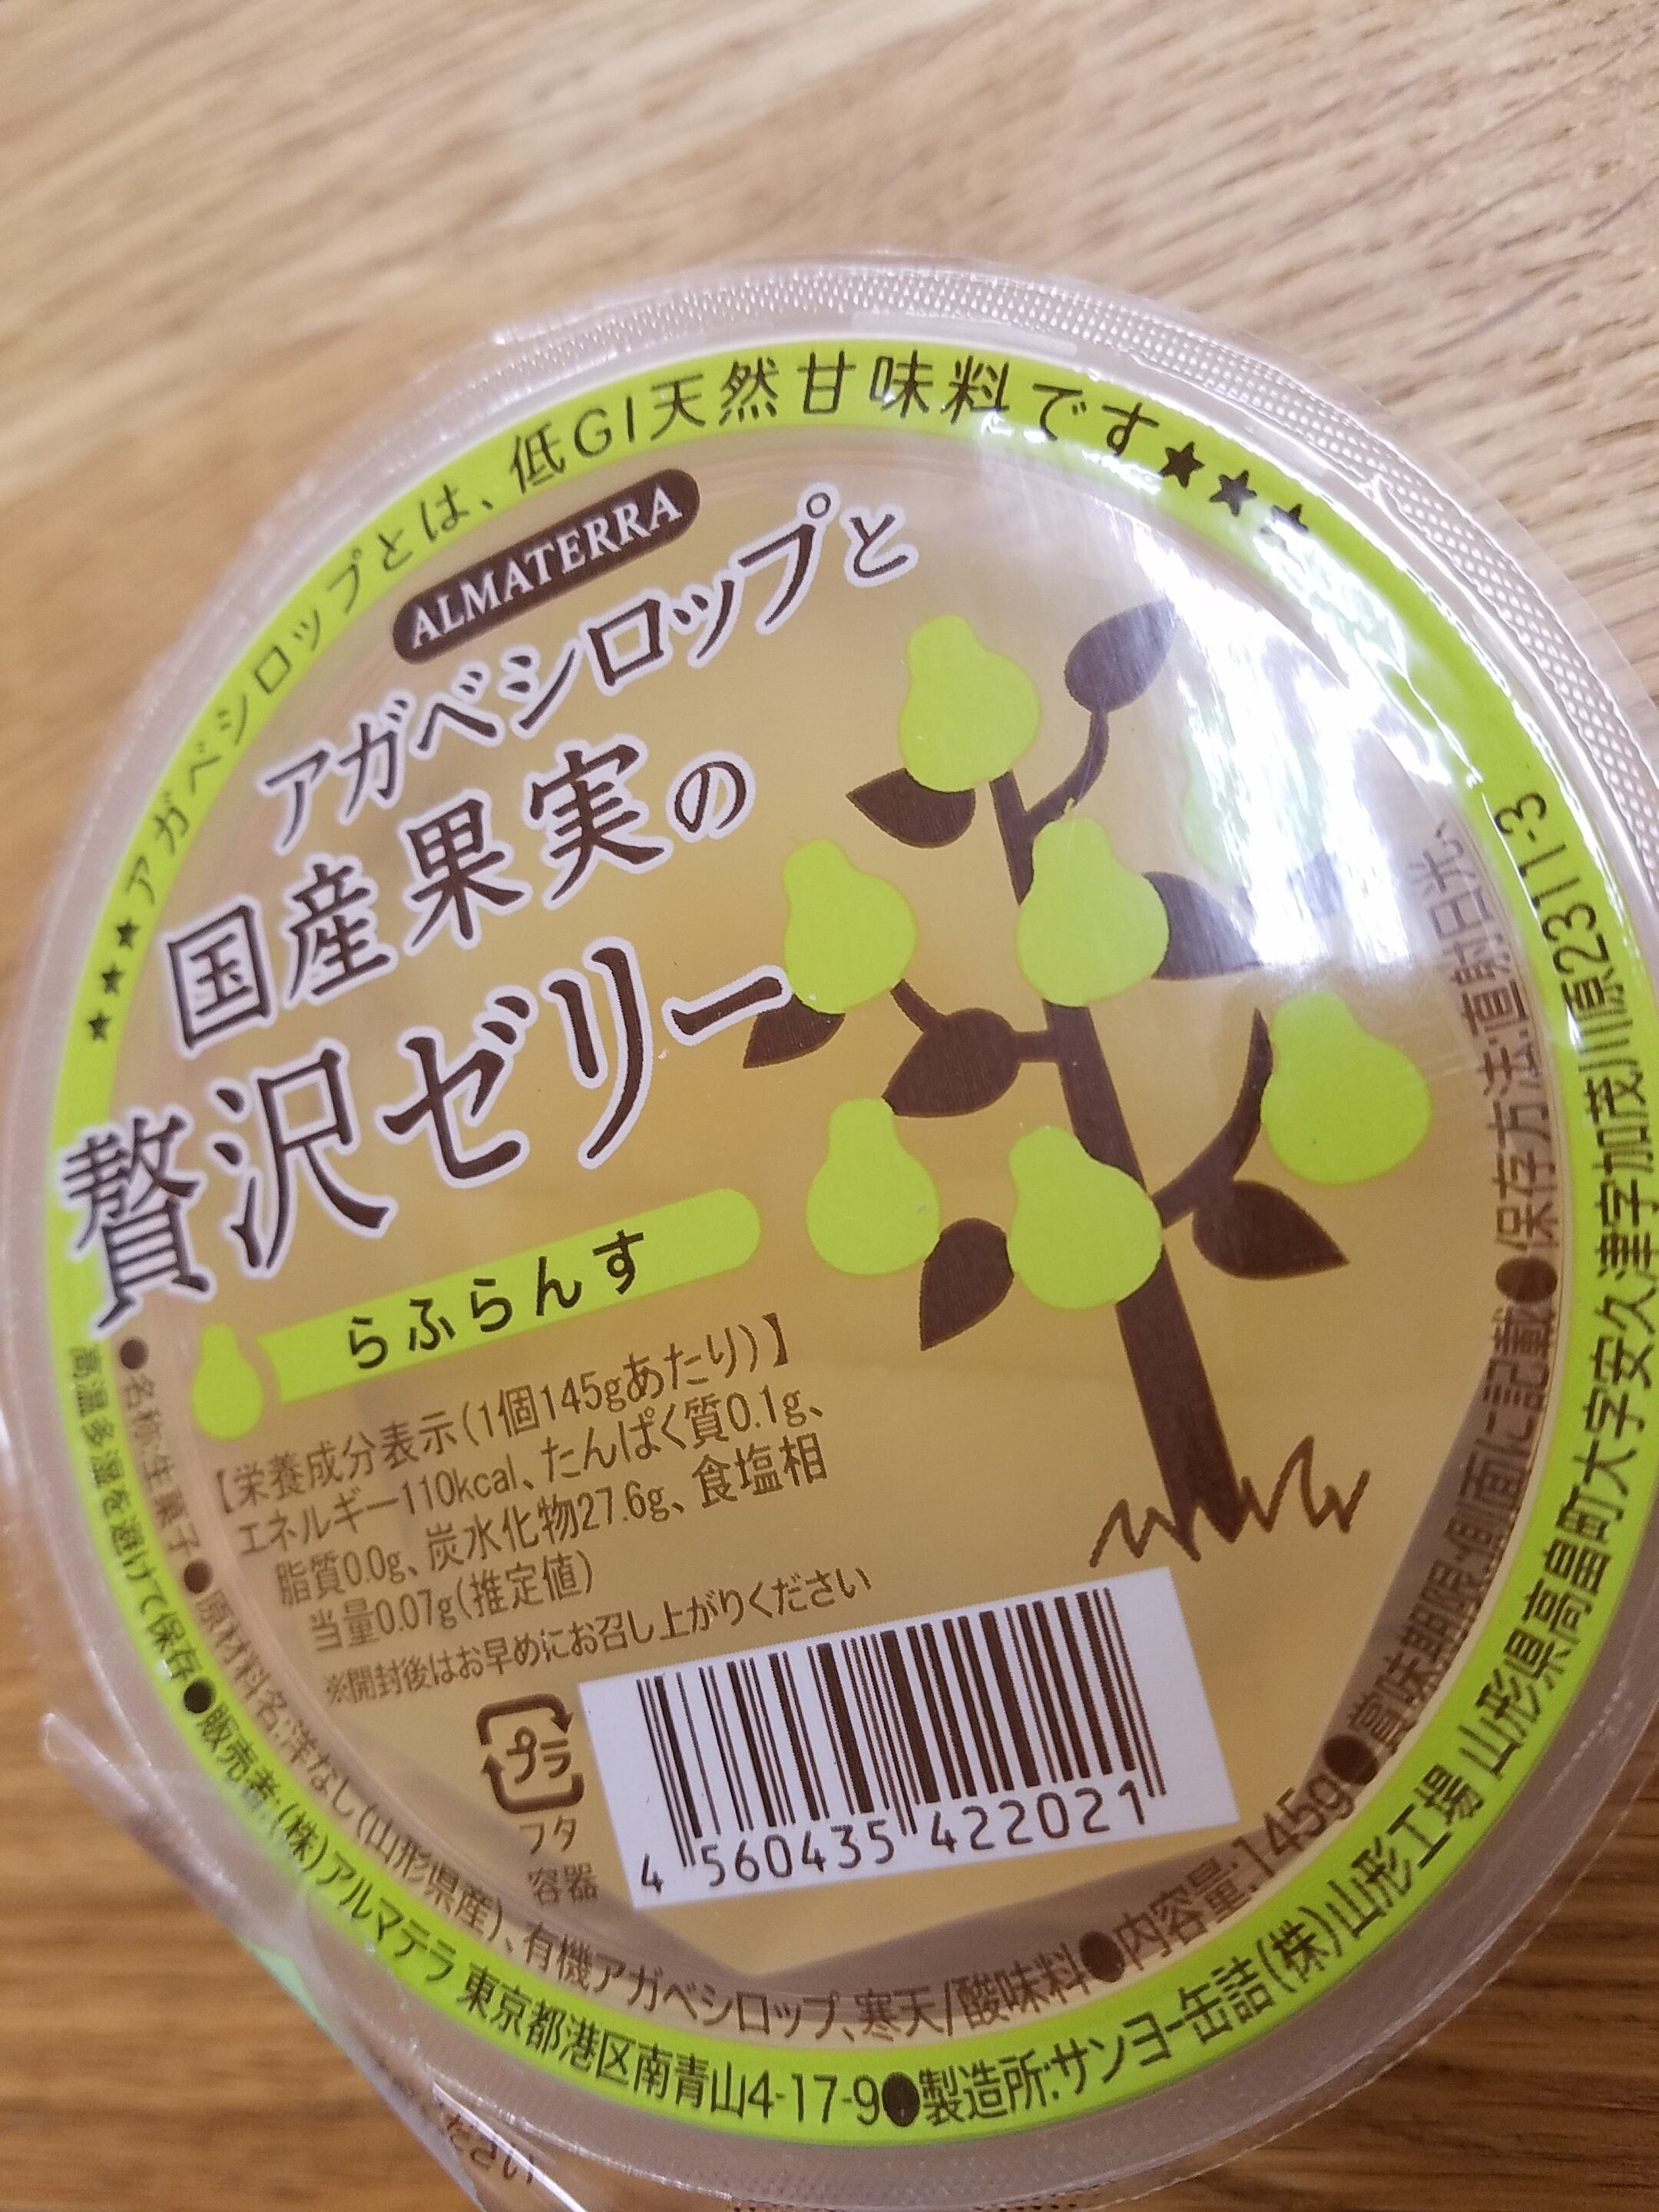 ★★★アガベシロップとは、低GI天然甘味料です★★★
ALMATERRA
アガベシロップと
国産果実の
贅沢ゼリー
らふらんす
【栄養成分表示(1個145gあたり)】
エネルギー110kcal、たんぱく質0.1g、
脂質0.0g、炭水化物27.6g、食塩相
当量0.07g(推定値)
※開封後はお早めにお召し上がりください
プラ
フタ
容器
4 560435 422021
●名称:生菓子●原材料名:洋なし(山形県産)、有機アガベシロップ、寒天/酸味料●内容量:145g●賞味期限:側面に記載●保存方法:直射日光、
高温多湿を避けて保存●販売者:(株)アルマテラ 東京都港区南青山4-17-9●製造所:サンヨー缶詰(株)山形工場 山形県高畠町大字安久津字加茂川原2311-3
ださい